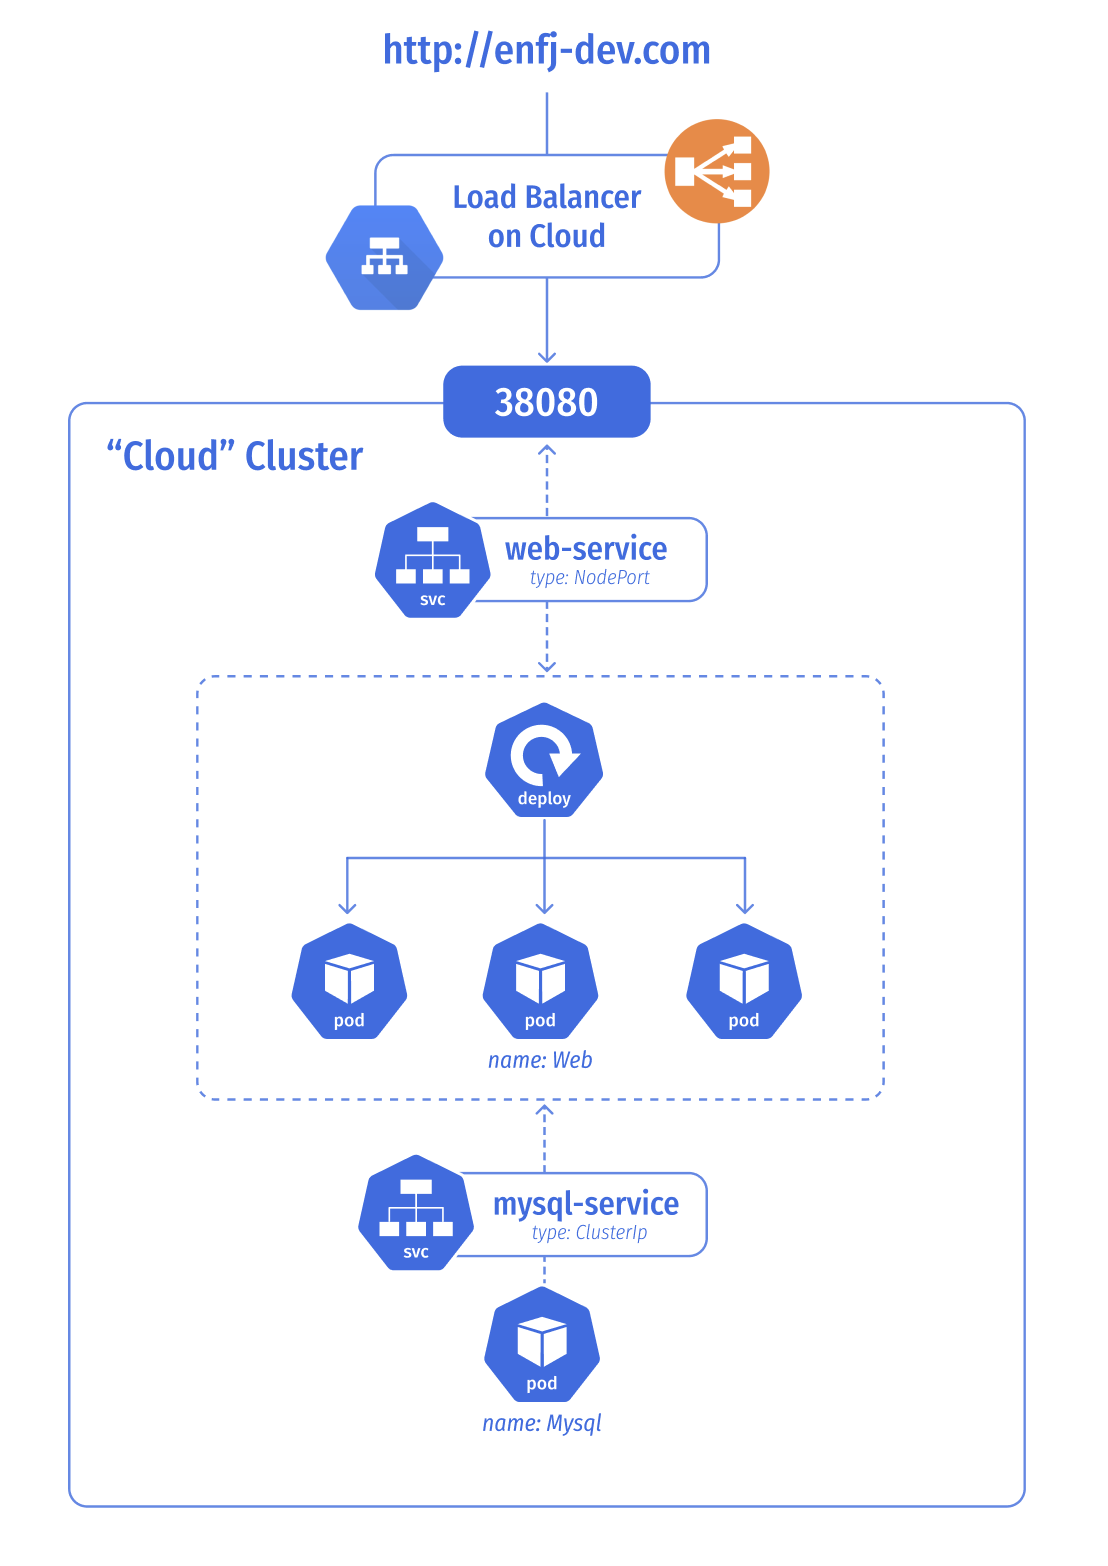 http://enfj-dev.com
Load Balancer
on Cloud
38080
“Cloud” Cluster
web-service
type: NodePort
svc
deploy
pod
pod
pod
name: Web
mysql-service
type: ClusterIp
svc
pod
name: Mysql